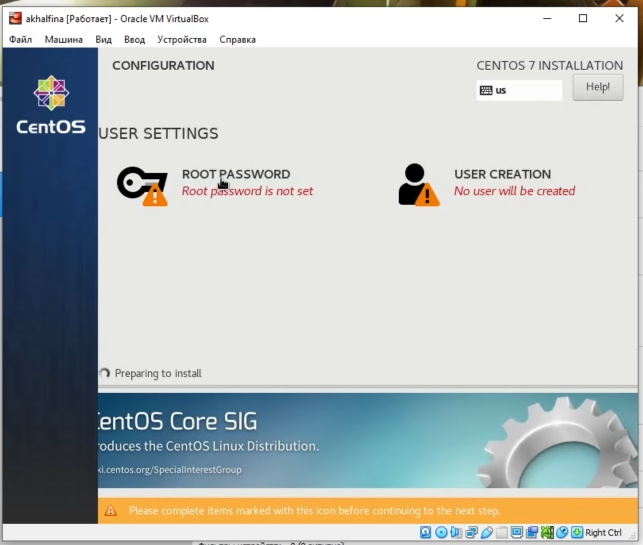 akhalfina [Работает] - Oracle VM VirtualBox
Файл Машина Вид Ввод Устройства Справка
CONFIGURATION
CENTOS 7 INSTALLATION
us
Help!
CentOS
USER SETTINGS
ROOT PASSWORD
Root password is not set
USER CREATION
No user will be created
Preparing to install
entOS Core SIG
roduces the CentOS Linux Distribution.
ki.centos.org/SpecialInterestGroup
Please complete items marked with this icon before continuing to the next step.
Right Ctrl